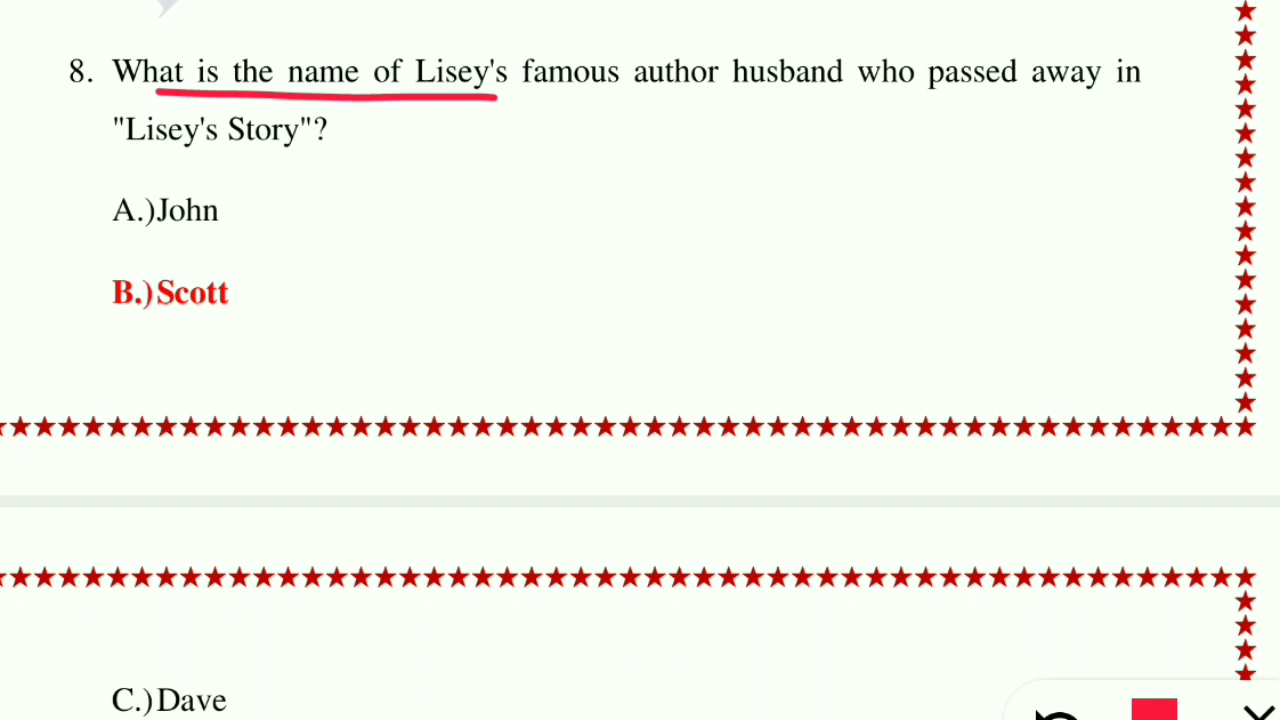 8. What is the name of Lisey's famous author husband who passed away in
"Lisey's Story"?
A.)John
B.)Scott
C.)Dave